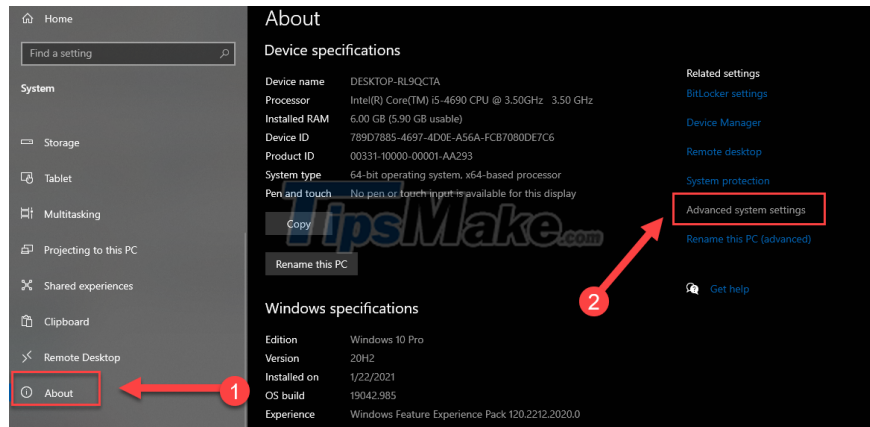 Home
Find a setting
System
Storage
Tablet
Multitasking
Projecting to this PC
Shared experiences
Clipboard
Remote Desktop
About
1
About
Device specifications
Device name DESKTOP-RL9QCTA
Processor Intel(R) Core(TM) i5-4690 CPU @ 3.50GHz 3.50 GHz
Installed RAM 6.00 GB (5.90 GB usable)
Device ID 789D7885-4697-4D0E-A56A-FCB7080DE7C6
Product ID 00331-10000-00001-AA293
System type 64-bit operating system, x64-based processor
Pen and touch No pen or touch input is available for this display
TipsMake.com
Copy
Rename this PC
Windows specifications
Edition Windows 10 Pro
Version 20H2
Installed on 1/22/2021
OS build 19042.985
Experience Windows Feature Experience Pack 120.2212.2020.0
Related settings
BitLocker settings
Device Manager
Remote desktop
System protection
Advanced system settings
Rename this PC (advanced)
2
Get help